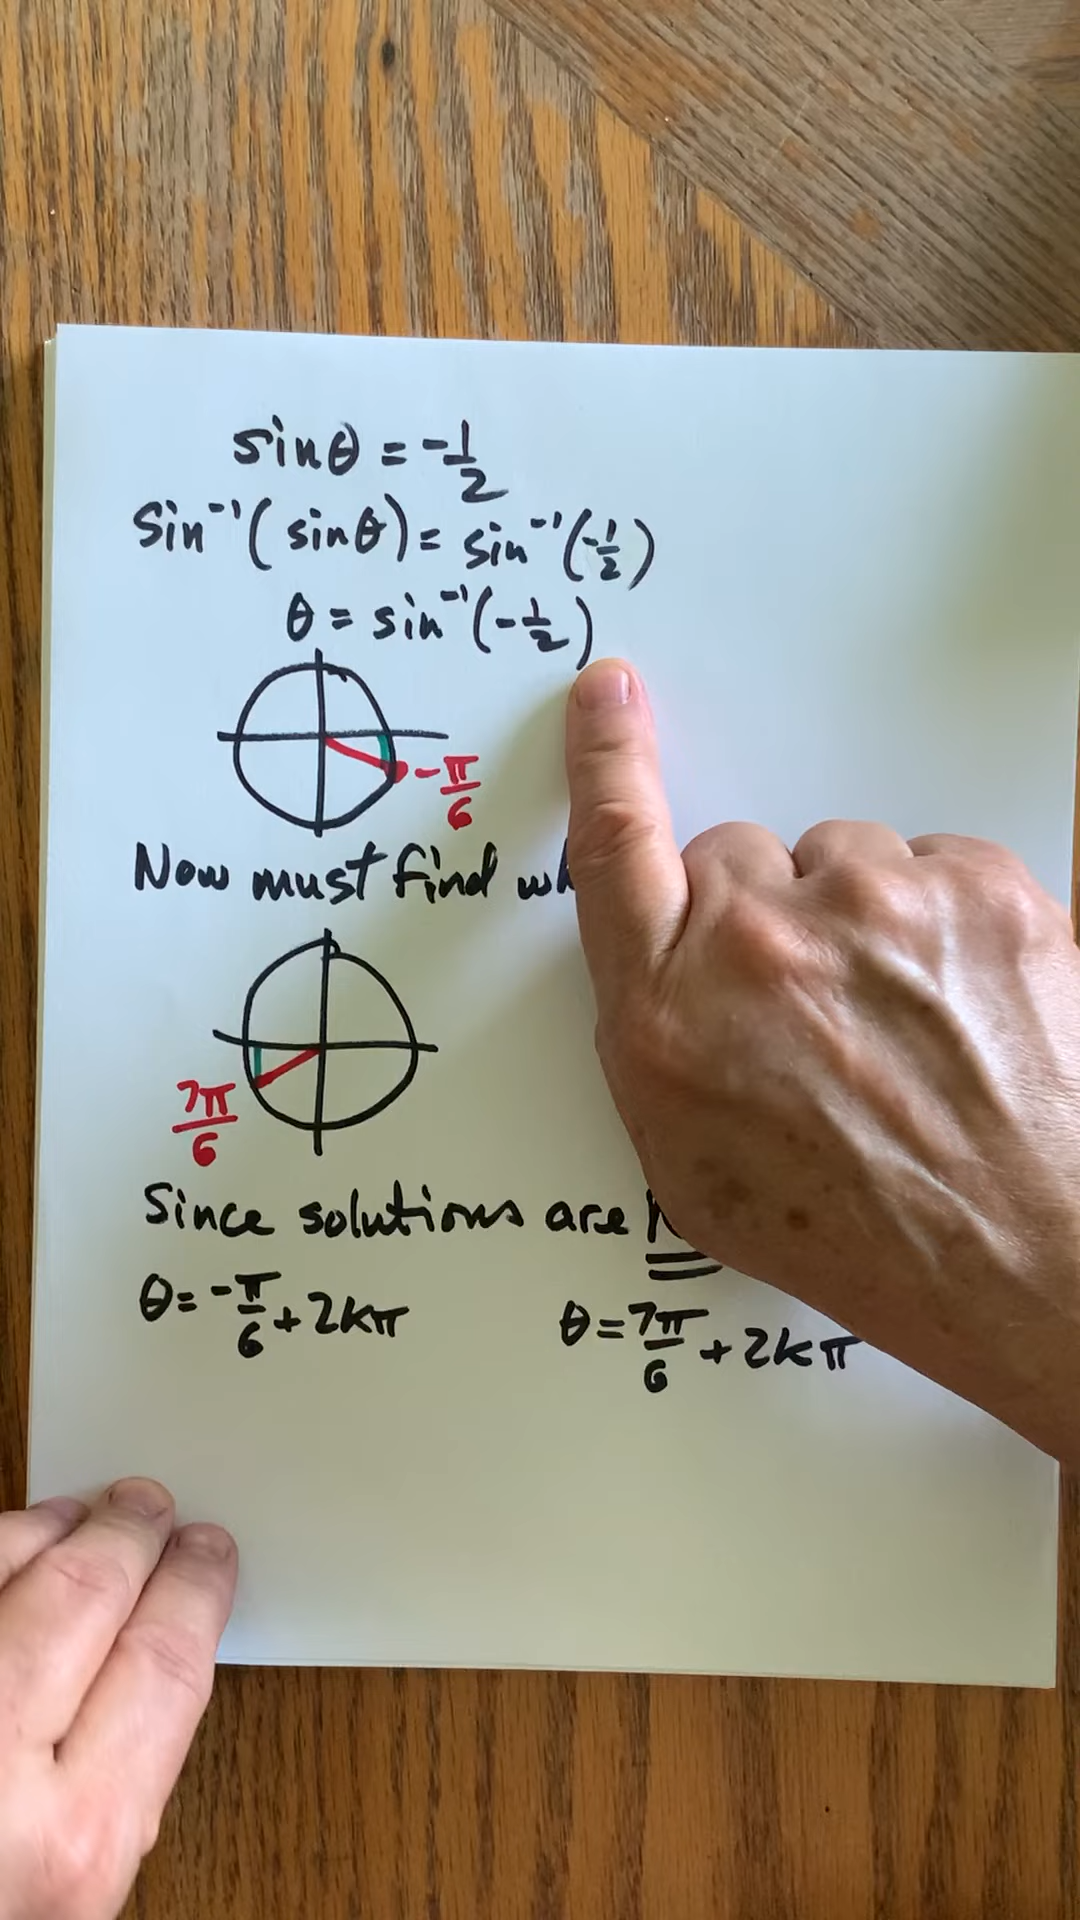 sinθ = -1/2
Sin⁻¹(sinθ) = sin⁻¹(-1/2)
θ = sin⁻¹(-1/2)
-π/6
Now must find
7π/6
Since solutions are
θ = -π/6 + 2kπ θ = 7π/6 + 2kπ